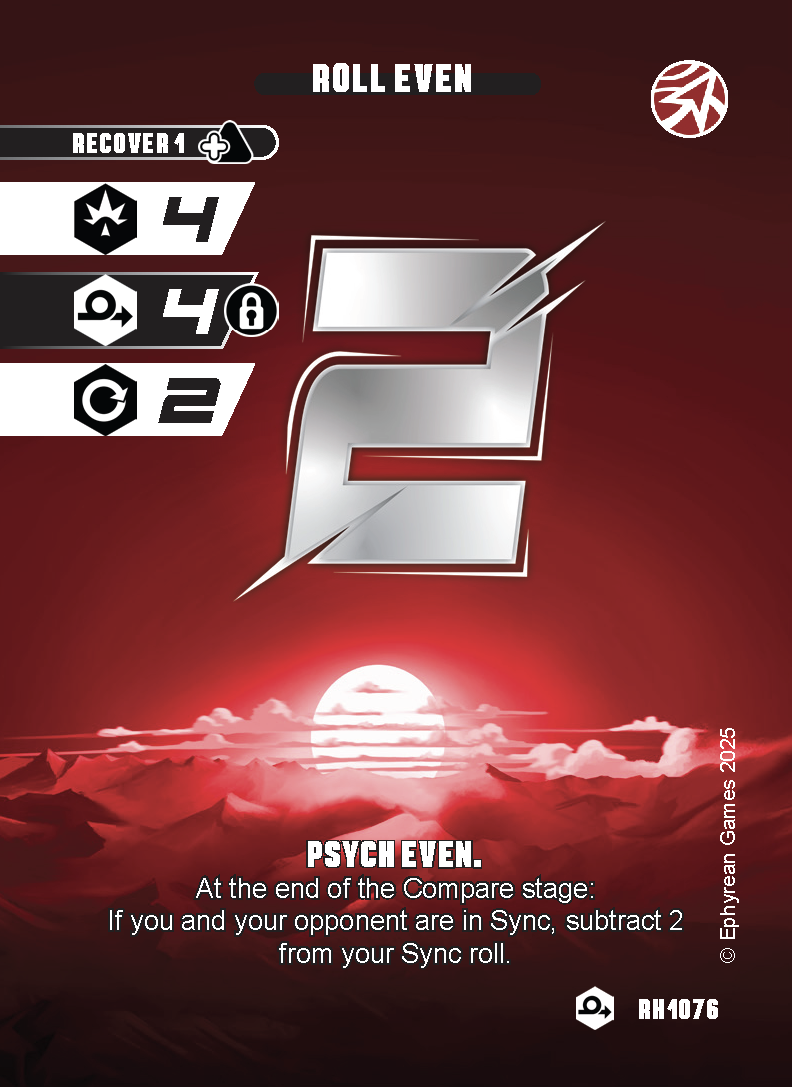 ROLL EVEN
RECOVER 1
4
4
2
2
PSYCH EVEN.
At the end of the Compare stage:
If you and your opponent are in Sync, subtract 2
from your Sync roll.
© Ephyrean Games 2025
RH1076